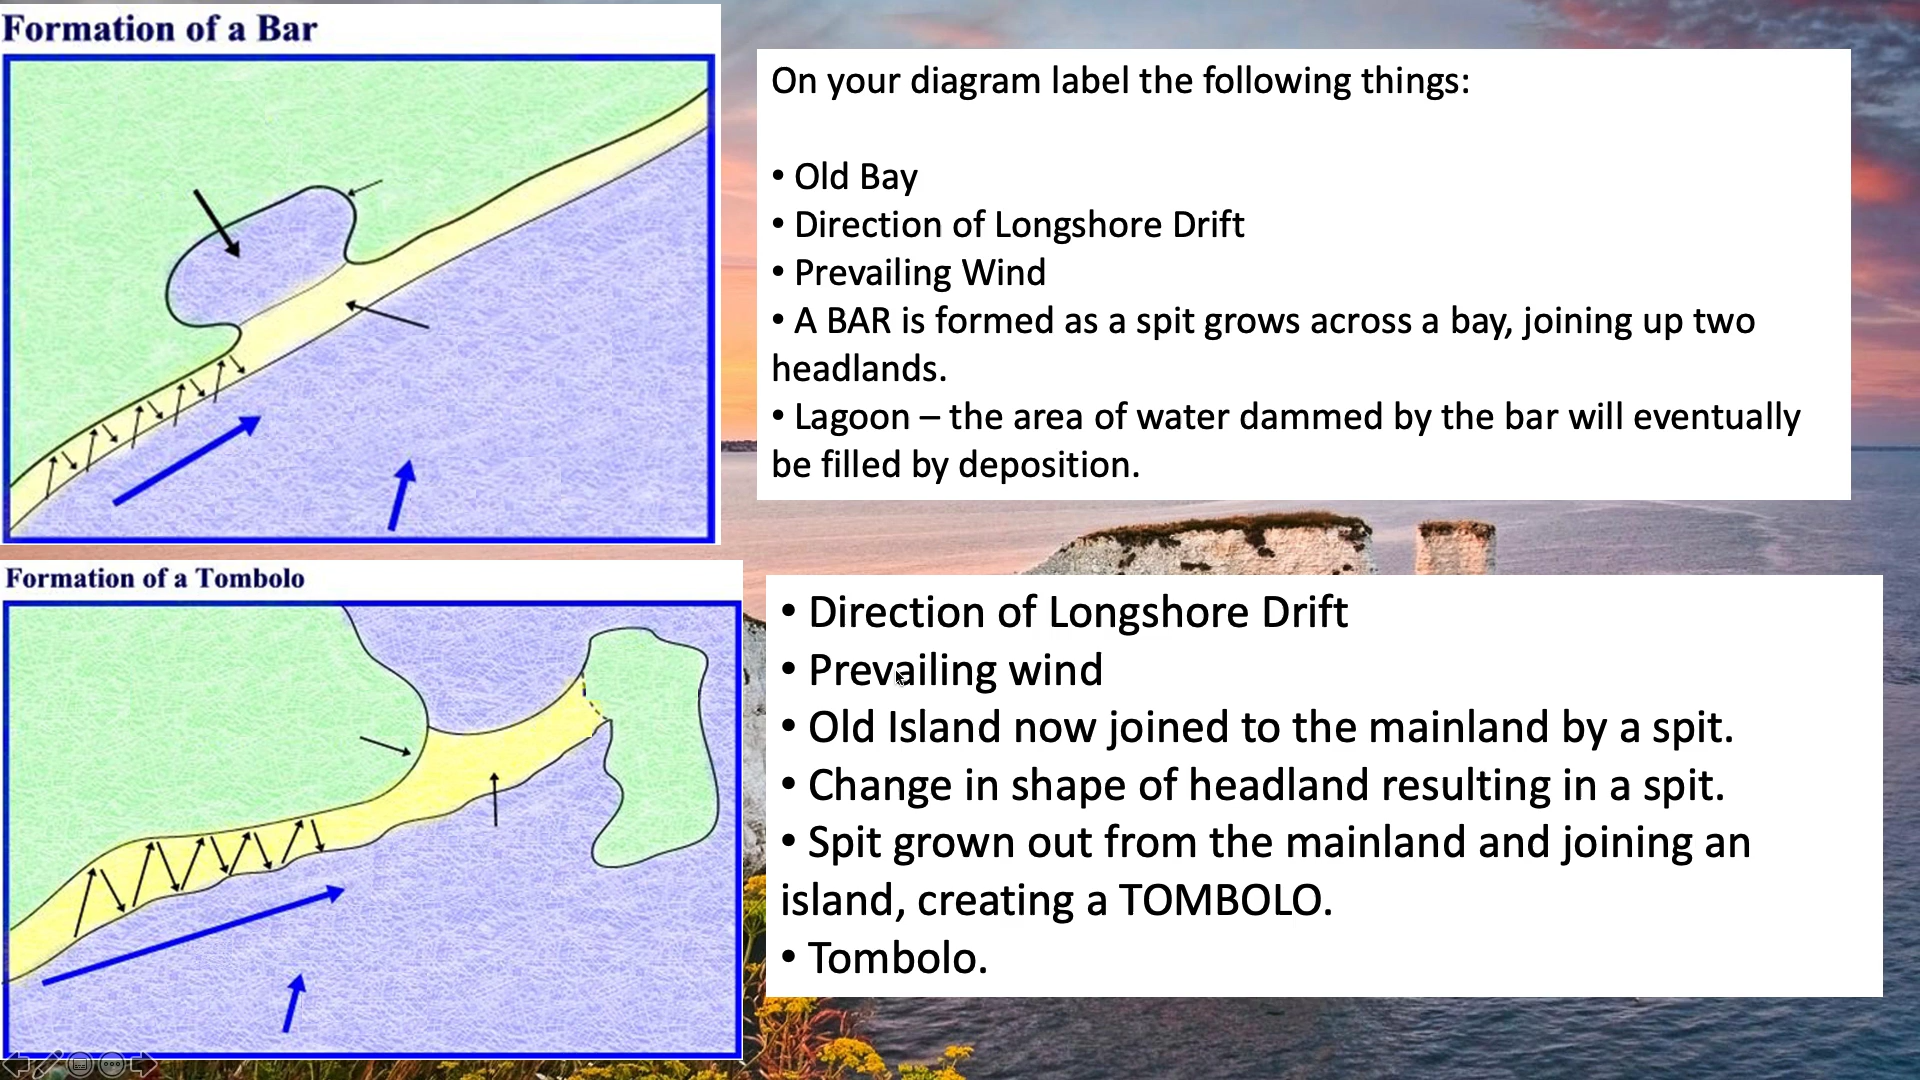 Formation of a Bar
On your diagram label the following things:
• Old Bay
• Direction of Longshore Drift
• Prevailing Wind
• A BAR is formed as a spit grows across a bay, joining up two
headlands.
• Lagoon – the area of water dammed by the bar will eventually
be filled by deposition.
Formation of a Tombolo
• Direction of Longshore Drift
• Prevailing wind
• Old Island now joined to the mainland by a spit.
• Change in shape of headland resulting in a spit.
• Spit grown out from the mainland and joining an
island, creating a TOMBOLO.
• Tombolo.